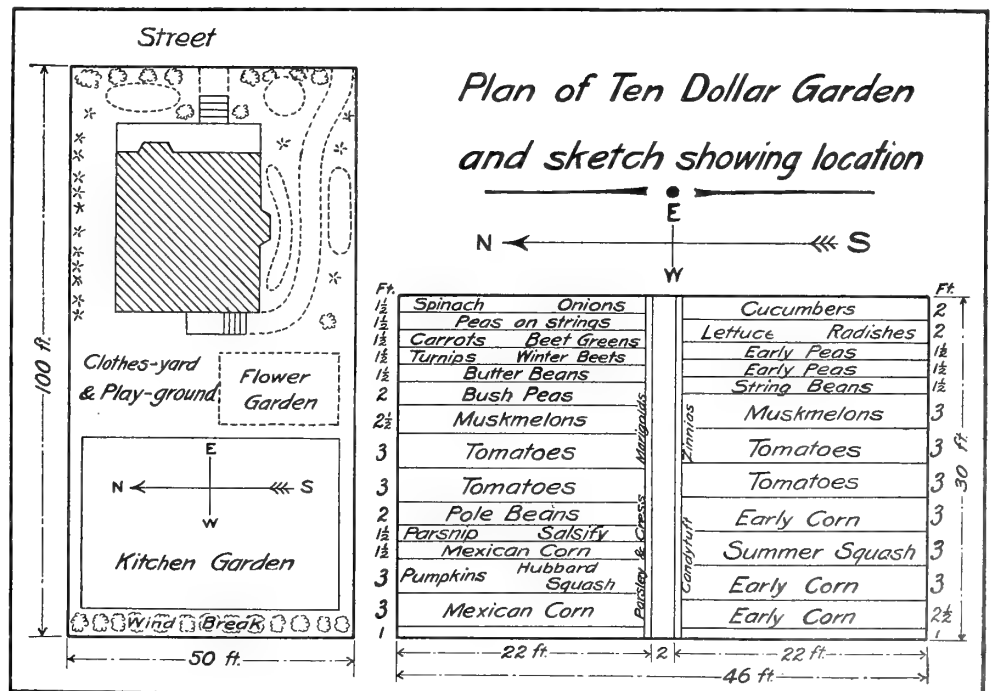 Street
Plan of Ten Dollar Garden
and sketch showing location
E
N S
W
100 ft.
Clothes-yard
& Play-ground
Flower
Garden
E
N S
W
Kitchen Garden
Wind Break
50 ft.
Ft.
1½ Spinach Onions
1½ Peas on strings
1½ Carrots Beet Greens
1½ Turnips Winter Beets
1½ Butter Beans
2 Bush Peas
2½ Muskmelons
3 Tomatoes
3 Tomatoes
2 Pole Beans
1½ Parsnip Salsify
1½ Mexican Corn
3 Pumpkins Hubbard
Squash
3 Mexican Corn
1
Marigolds
Parsley & Cress
Zinnias
Candytuft
Ft.
Cucumbers 2
Lettuce Radishes 2
Early Peas 1½
Early Peas 1½
String Beans 1½
Muskmelons 3
Tomatoes 3
Tomatoes 3
Early Corn 3
Summer Squash 3
Early Corn 3
Early Corn 2½
1
30 ft.
22 ft. 2 22 ft.
46 ft.